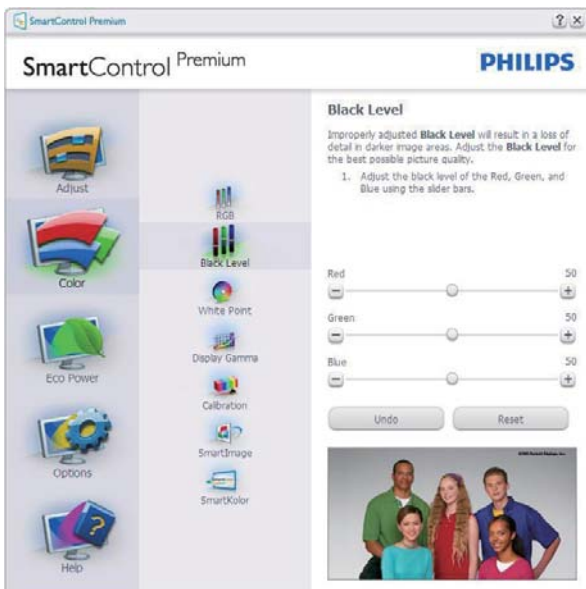 SmartControl Premium
SmartControl Premium
PHILIPS
Adjust
Color
Eco Power
Options
Help
RGB
Black Level
White Point
Display Gamma
Calibration
SmartImage
SmartKolor
Black Level
Improperly adjusted Black Level will result in a loss of
detail in darker image areas. Adjust the Black Level for
the best possible picture quality.
1. Adjust the black level of the Red, Green, and
Blue using the slider bars.
Red 50
Green 50
Blue 50
Undo Reset